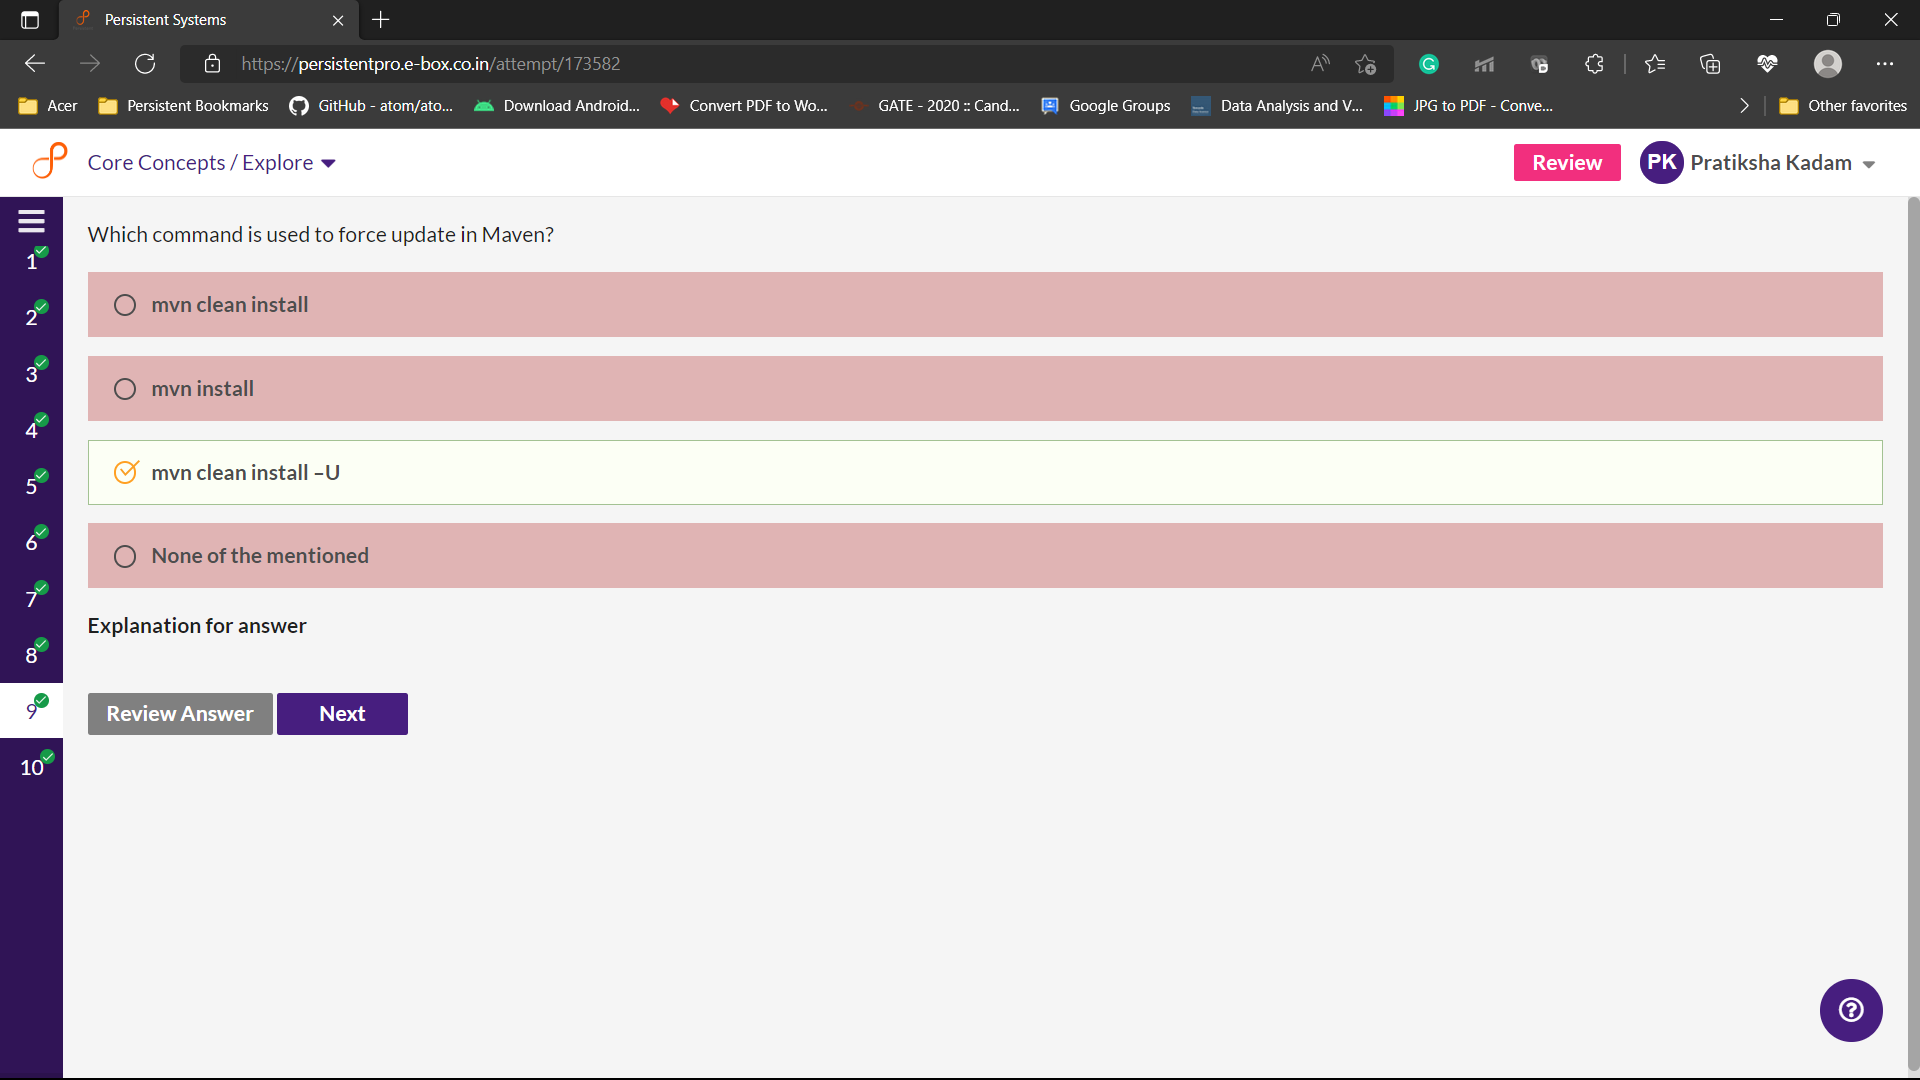 Persistent Systems
https://persistentpro.e-box.co.in/attempt/173582
Acer
Persistent Bookmarks
GitHub - atom/ato...
Download Android...
Convert PDF to Wo...
GATE - 2020 :: Cand...
Google Groups
Data Analysis and V...
JPG to PDF - Conve...
Other favorites
Core Concepts / Explore
Review
PK
Pratiksha Kadam
1
2
3
4
5
6
7
8
9
10
Which command is used to force update in Maven?
mvn clean install
mvn install
mvn clean install –U
None of the mentioned
Explanation for answer
Review Answer
Next